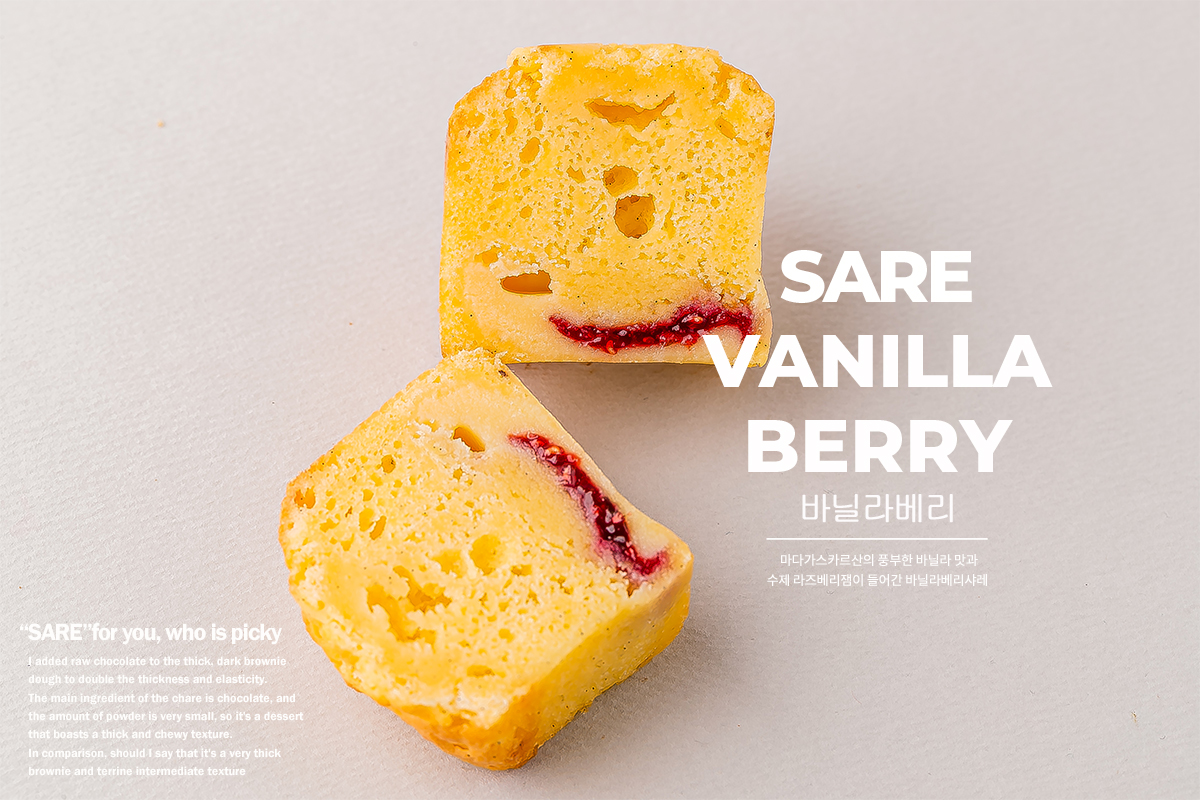 SARE
VANILLA
BERRY
바닐라베리
마다가스카르산의 풍부한 바닐라 맛과
수제 라즈베리잼이 들어간 바닐라베리샤레
“SARE”for you, who is picky
I added raw chocolate to the thick, dark brownie
dough to double the thickness and elasticity.
The main ingredient of the chare is chocolate, and
the amount of powder is very small, so it's a dessert
that boasts a thick and chewy texture.
In comparison, should I say that it's a very thick
brownie and terrine intermediate texture